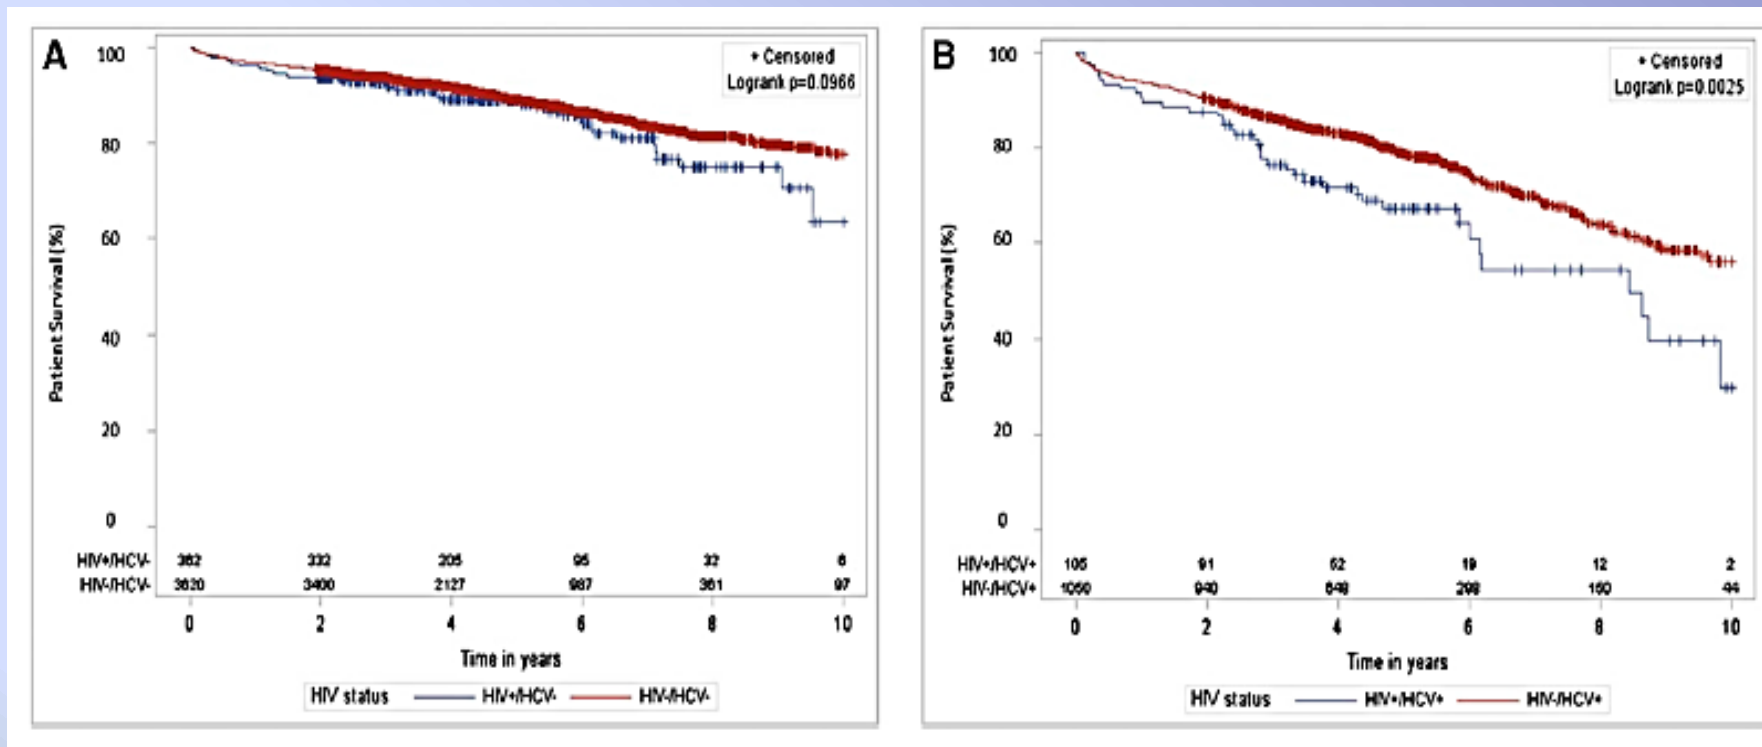 A
+ Censored
Logrank p=0.0966
100
80
60
40
20
0
Patient Survival (%)
HIV+/HCV- 362 332 205 95 32 6
HIV-/HCV- 3620 3400 2127 987 361 97
0 2 4 6 8 10
Time in years
HIV status HIV+/HCV- HIV-/HCV-
B
+ Censored
Logrank p=0.0025
100
80
60
40
20
0
Patient Survival (%)
HIV+/HCV+ 105 91 52 19 12 2
HIV-/HCV+ 1050 940 298 44
0 2 4 6 8 10
Time in years
HIV status HIV+/HCV+ HIV-/HCV+